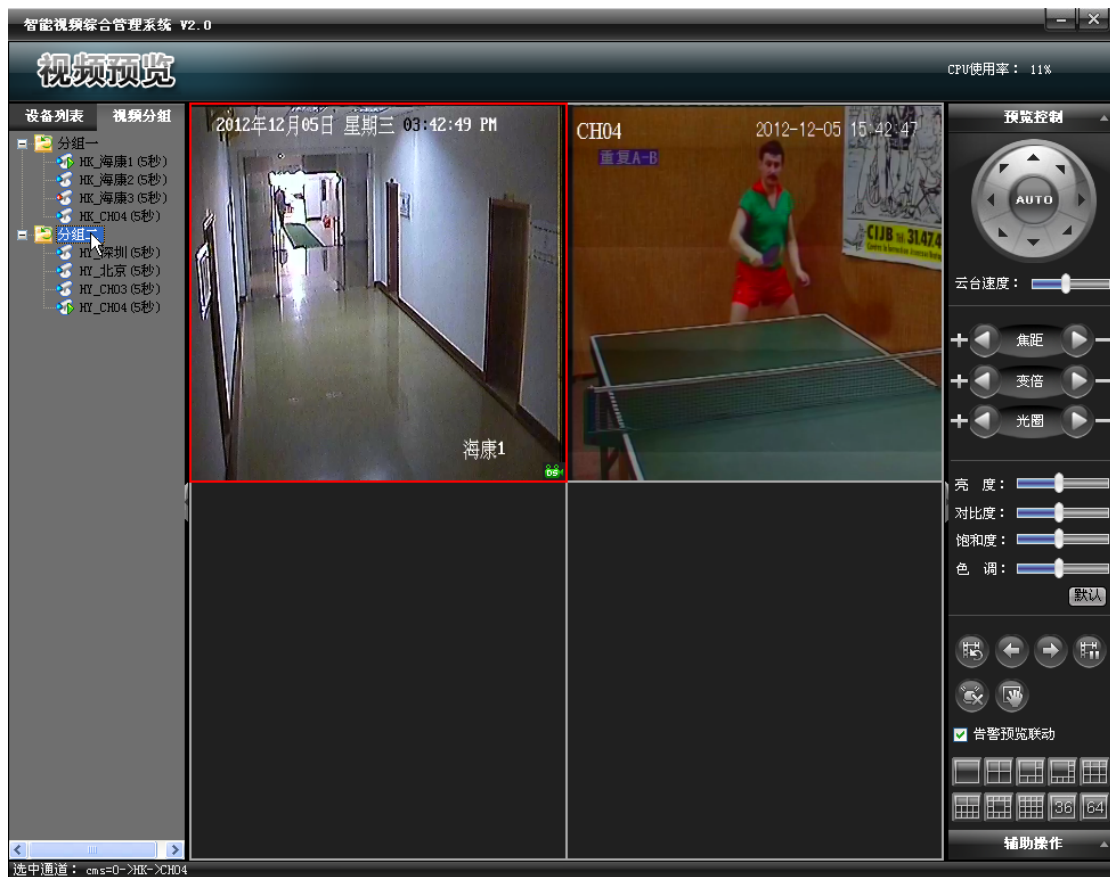 智能视频综合管理系统 V2.0
视频预览
CPU使用率： 11%
设备列表 视频分组
分组一
HK_海康1(5秒)
HK_海康2(5秒)
HK_海康3(5秒)
HK_CH04(5秒)
分组二
HY_深圳(5秒)
HY_北京(5秒)
HY_CH03(5秒)
HY_CH04(5秒)
2012年12月05日 星期三 03:42:49 PM
海康1
CH04
2012-12-05 15:42:47
重复A-B
CIJB
31.474
预览控制
AUTO
云台速度：
+ 焦距 -
+ 变倍 -
+ 光圈 -
亮 度：
对比度：
饱和度：
色 调：
默认
告警预览联动
36 64
辅助操作
选中通道： cms=0->HK->CH04